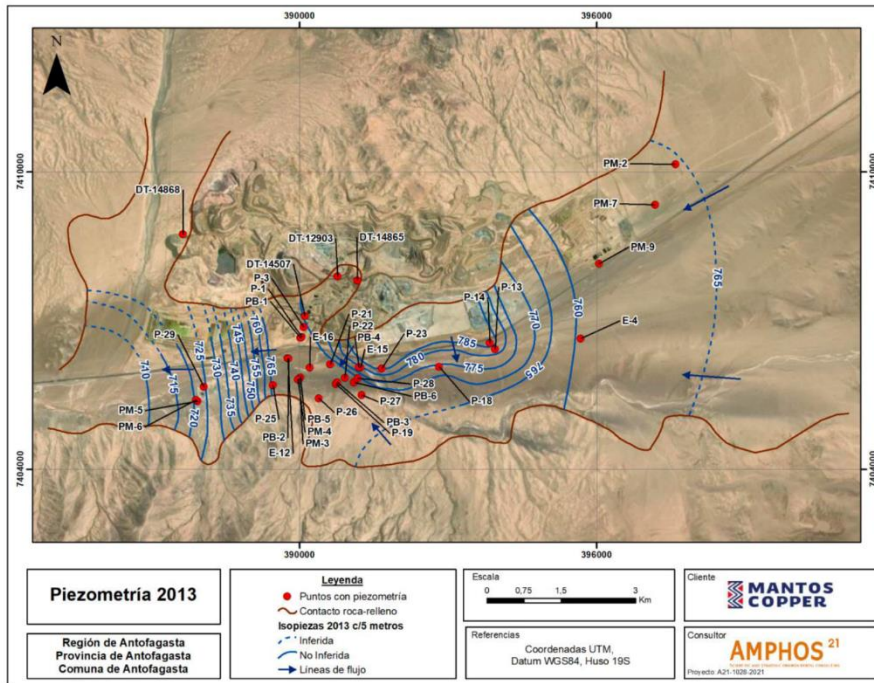 390000
396000
N
7410000
7410000
PM-2
DT-14868
PM-7
DT-12903
DT-14865
PM-9
DT-14507
P-3
P-1
PB-1
P-21
P-22
PB-4
E-15
E-16
P-23
P-14
P-13
E-4
P-29
PM-5
PM-6
P-25
PB-2
E-12
PB-5
PM-4
PM-3
P-26
PB-3
P-19
P-27
P-28
PB-6
P-18
710
715
720
725
730
735
740
745
750
755
760
765
785
780
775
770
765
760
765
7404000
7404000
390000
396000
Piezometría 2013
Región de Antofagasta
Provincia de Antofagasta
Comuna de Antofagasta
Leyenda
Puntos con piezometría
Contacto roca-relleno
Isopiezas 2013 c/5 metros
Inferida
No Inferida
Líneas de flujo
Escala
0 0,75 1,5 3
Km
Referencias
Coordenadas UTM,
Datum WGS84, Huso 19S
Cliente
MANTOS
COPPER
Consultor
AMPHOS 21
Proyecto: A21-1028-2021